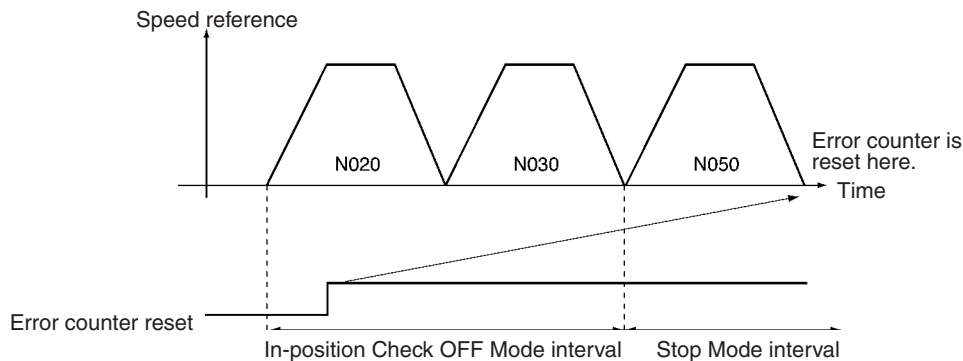 Speed reference
N020
N030
N050
Error counter is
reset here.
Time
Error counter reset
In-position Check OFF Mode interval
Stop Mode interval